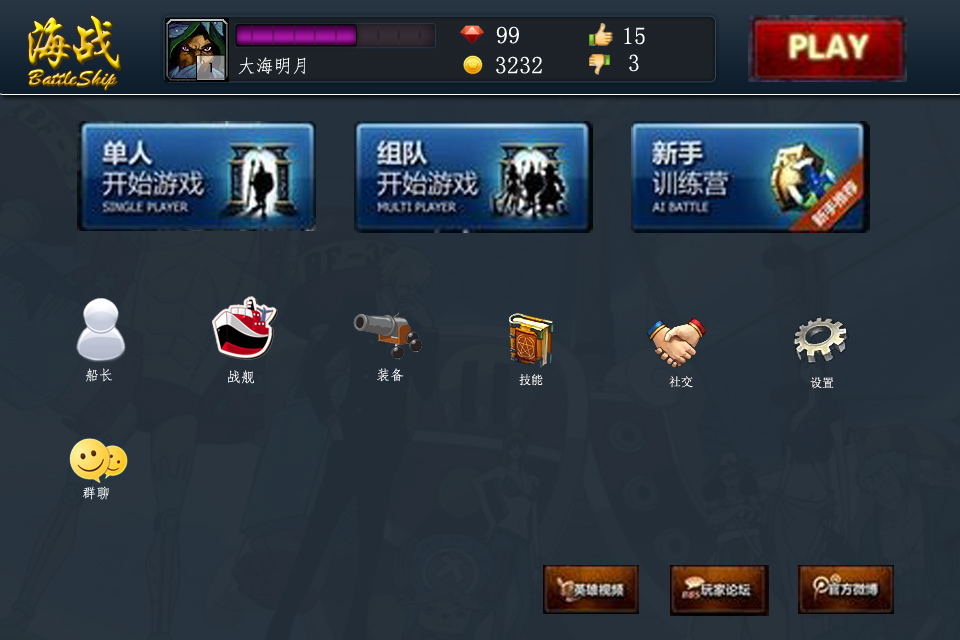 海战
BattleShip
1
大海明月
99
3232
15
3
PLAY
单人
开始游戏
SINGLE PLAYER
组队
开始游戏
MULTI PLAYER
新手
训练营
AI BATTLE
新手推荐
船长
战舰
装备
技能
社交
设置
群聊
英雄视频
BBS玩家论坛
官方微博